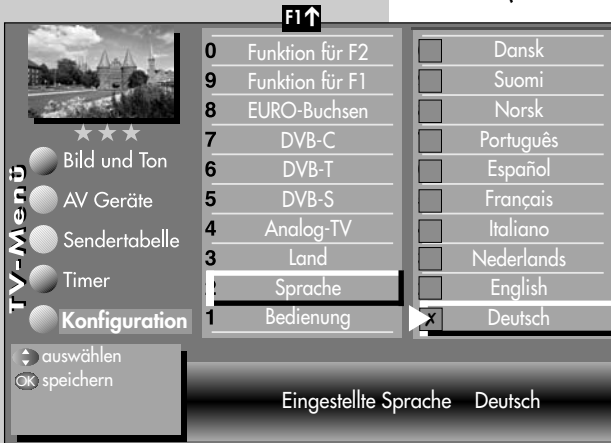 F1↑
TV-Menü
Bild und Ton
AV Geräte
Sendertabelle
Timer
Konfiguration
0 Funktion für F2
9 Funktion für F1
8 EURO-Buchsen
7 DVB-C
6 DVB-T
5 DVB-S
4 Analog-TV
3 Land
2 Sprache
1 Bedienung
Dansk
Suomi
Norsk
Português
Español
Français
Italiano
Nederlands
English
x Deutsch
auswählen
OK speichern
Eingestellte Sprache Deutsch